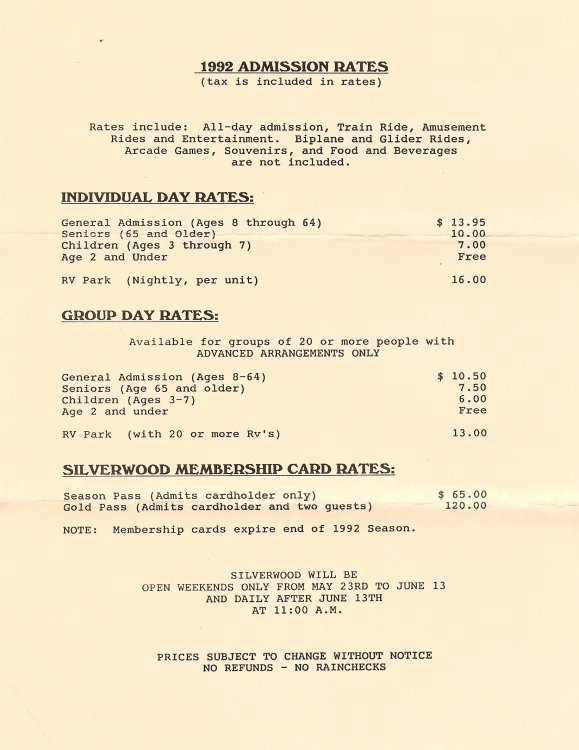 1992 ADMISSION RATES
(tax is included in rates)
Rates include: All-day admission, Train Ride, Amusement
Rides and Entertainment. Biplane and Glider Rides,
Arcade Games, Souvenirs, and Food and Beverages
are not included.
INDIVIDUAL DAY RATES:
General Admission (Ages 8 through 64) $ 13.95
Seniors (65 and Older) 10.00
Children (Ages 3 through 7) 7.00
Age 2 and Under Free
RV Park (Nightly, per unit) 16.00
GROUP DAY RATES:
Available for groups of 20 or more people with
ADVANCED ARRANGEMENTS ONLY
General Admission (Ages 8-64) $ 10.50
Seniors (Age 65 and older) 7.50
Children (Ages 3-7) 6.00
Age 2 and under Free
RV Park (with 20 or more Rv's) 13.00
SILVERWOOD MEMBERSHIP CARD RATES:
Season Pass (Admits cardholder only) $ 65.00
Gold Pass (Admits cardholder and two guests) 120.00
NOTE: Membership cards expire end of 1992 Season.
SILVERWOOD WILL BE
OPEN WEEKENDS ONLY FROM MAY 23RD TO JUNE 13
AND DAILY AFTER JUNE 13TH
AT 11:00 A.M.
PRICES SUBJECT TO CHANGE WITHOUT NOTICE
NO REFUNDS - NO RAINCHECKS